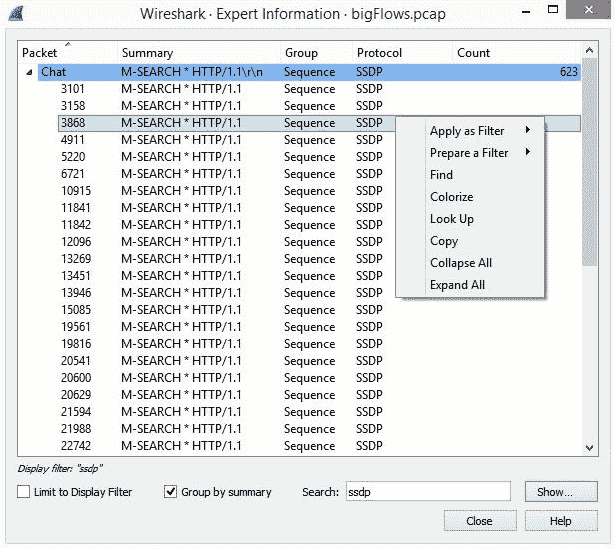 Wireshark · Expert Information · bigFlows.pcap
Packet Summary Group Protocol Count
Chat M-SEARCH * HTTP/1.1\r\n Sequence SSDP 623
3101 M-SEARCH * HTTP/1.1 Sequence SSDP
3158 M-SEARCH * HTTP/1.1 Sequence SSDP
3868 M-SEARCH * HTTP/1.1 Sequence SSDP
4911 M-SEARCH * HTTP/1.1 Sequence SSDP
5220 M-SEARCH * HTTP/1.1 Sequence SSDP
6721 M-SEARCH * HTTP/1.1 Sequence SSDP
10915 M-SEARCH * HTTP/1.1 Sequence SSDP
11841 M-SEARCH * HTTP/1.1 Sequence SSDP
11842 M-SEARCH * HTTP/1.1 Sequence SSDP
12096 M-SEARCH * HTTP/1.1 Sequence SSDP
13269 M-SEARCH * HTTP/1.1 Sequence SSDP
13451 M-SEARCH * HTTP/1.1 Sequence SSDP
13946 M-SEARCH * HTTP/1.1 Sequence SSDP
15085 M-SEARCH * HTTP/1.1 Sequence SSDP
19561 M-SEARCH * HTTP/1.1 Sequence SSDP
19816 M-SEARCH * HTTP/1.1 Sequence SSDP
20541 M-SEARCH * HTTP/1.1 Sequence SSDP
20600 M-SEARCH * HTTP/1.1 Sequence SSDP
20629 M-SEARCH * HTTP/1.1 Sequence SSDP
21594 M-SEARCH * HTTP/1.1 Sequence SSDP
21988 M-SEARCH * HTTP/1.1 Sequence SSDP
22742 M-SEARCH * HTTP/1.1 Sequence SSDP
Apply as Filter
Prepare a Filter
Find
Colorize
Look Up
Copy
Collapse All
Expand All
Display filter: "ssdp"
Limit to Display Filter Group by summary Search: ssdp Show...
Close Help